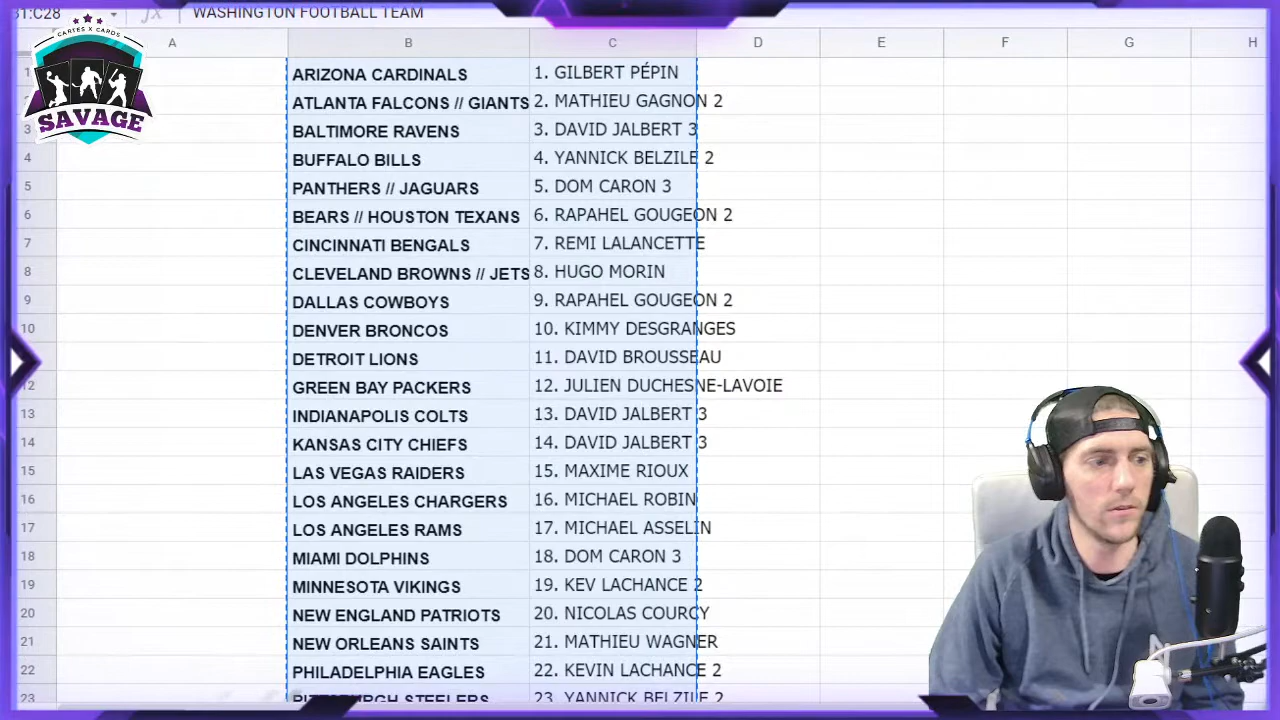 B1:C28 fx WASHINGTON FOOTBALL TEAM
CARTES X CARDS
SAVAGE
A B C D E F G H
1 ARIZONA CARDINALS 1. GILBERT PÉPIN
ATLANTA FALCONS // GIANTS 2. MATHIEU GAGNON 2
3 BALTIMORE RAVENS 3. DAVID JALBERT 3
4 BUFFALO BILLS 4. YANNICK BELZILE 2
5 PANTHERS // JAGUARS 5. DOM CARON 3
6 BEARS // HOUSTON TEXANS 6. RAPAHEL GOUGEON 2
7 CINCINNATI BENGALS 7. REMI LALANCETTE
8 CLEVELAND BROWNS // JETS 8. HUGO MORIN
9 DALLAS COWBOYS 9. RAPAHEL GOUGEON 2
10 DENVER BRONCOS 10. KIMMY DESGRANGES
11 DETROIT LIONS 11. DAVID BROUSSEAU
12 GREEN BAY PACKERS 12. JULIEN DUCHESNE-LAVOIE
13 INDIANAPOLIS COLTS 13. DAVID JALBERT 3
14 KANSAS CITY CHIEFS 14. DAVID JALBERT 3
15 LAS VEGAS RAIDERS 15. MAXIME RIOUX
16 LOS ANGELES CHARGERS 16. MICHAEL ROBIN
17 LOS ANGELES RAMS 17. MICHAEL ASSELIN
18 MIAMI DOLPHINS 18. DOM CARON 3
19 MINNESOTA VIKINGS 19. KEV LACHANCE 2
20 NEW ENGLAND PATRIOTS 20. NICOLAS COURCY
21 NEW ORLEANS SAINTS 21. MATHIEU WAGNER
22 PHILADELPHIA EAGLES 22. KEVIN LACHANCE 2
23 PITTSBURGH STEELERS 23. YANNICK BELZILE 2